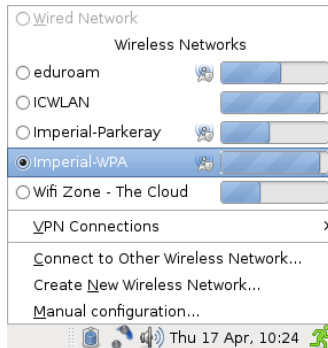 Wired Network
Wireless Networks
eduroam
ICWLAN
Imperial-Parkeray
Imperial-WPA
Wifi Zone - The Cloud
VPN Connections
Connect to Other Wireless Network...
Create New Wireless Network...
Manual configuration...
Thu 17 Apr, 10:24